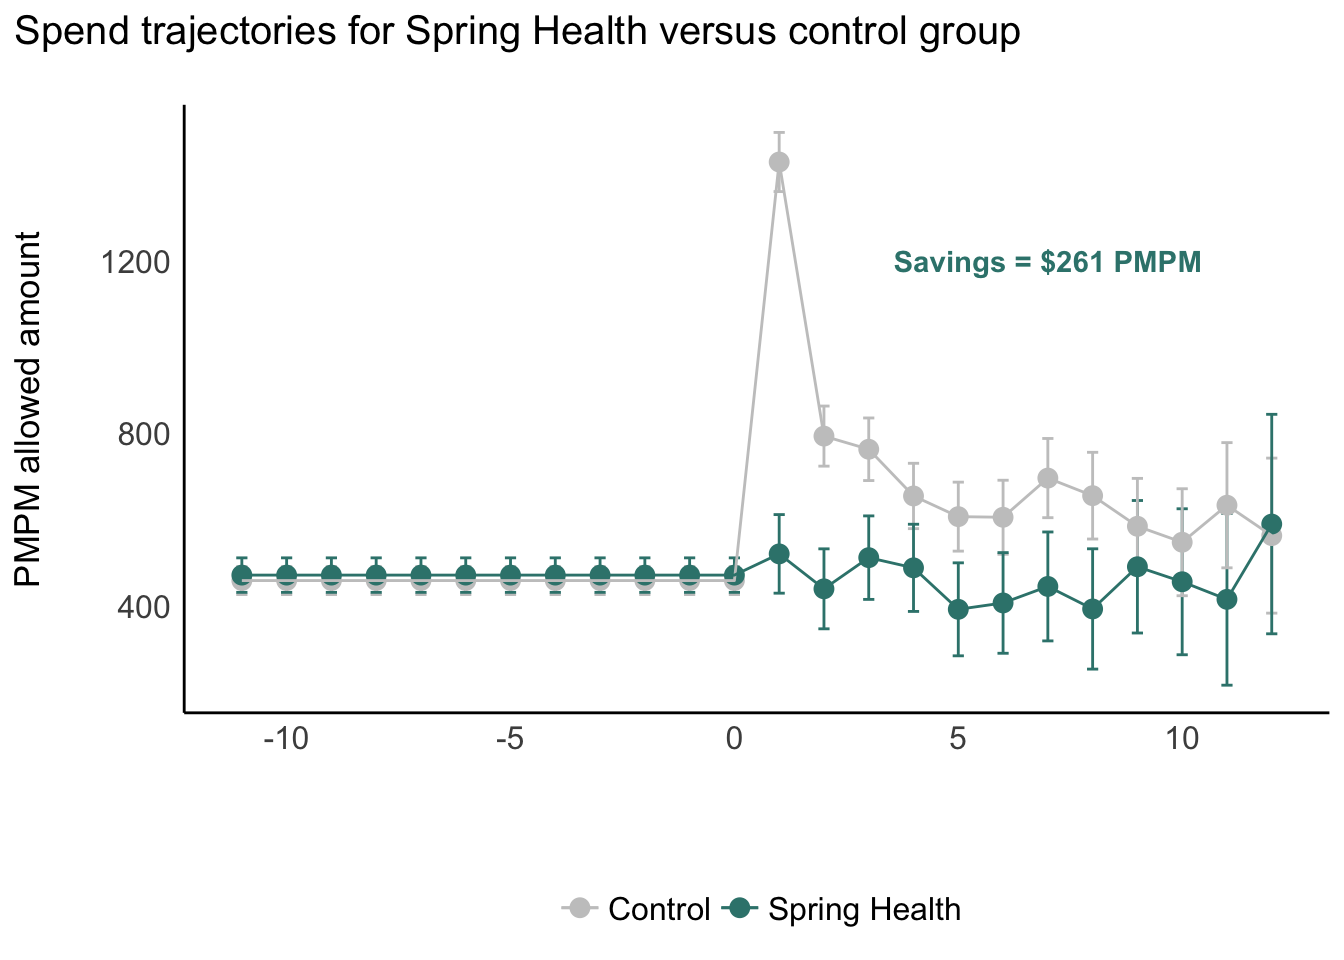 Spend trajectories for Spring Health versus control group
PMPM allowed amount
1200
800
400
Savings = $261 PMPM
-10 -5 0 5 10
Control Spring Health